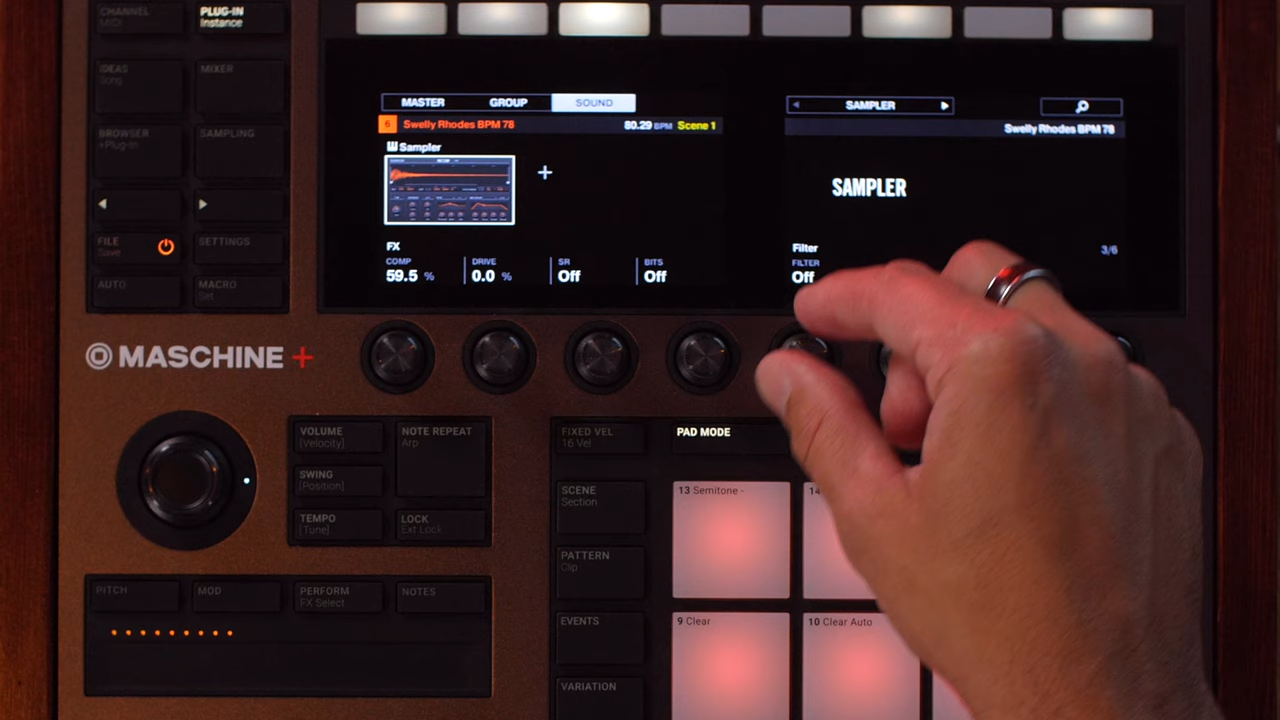 CHANNEL
MIDI
PLUG-IN
Instance
IDEAS
Song
MIXER
BROWSER
+Plug-in
SAMPLING
FILE
Save
SETTINGS
AUTO
MACRO
Set
MASTER GROUP SOUND
6 Swelly Rhodes BPM 78 80.29 BPM Scene 1
Sampler
+
FX
COMP DRIVE SR BITS
59.5 % 0.0 % Off Off
SAMPLER
Swelly Rhodes BPM 78
SAMPLER
Filter 3/6
FILTER
Off
MASCHINE +
VOLUME
[Velocity]
NOTE REPEAT
Arp
SWING
[Position]
TEMPO
[Tune]
LOCK
Ext Lock
FIXED VEL
16 Vel
PAD MODE
SCENE
Section
PATTERN
Clip
EVENTS
VARIATION
13 Semitone -
14
9 Clear
10 Clear Auto
PITCH
MOD
PERFORM
FX Select
NOTES